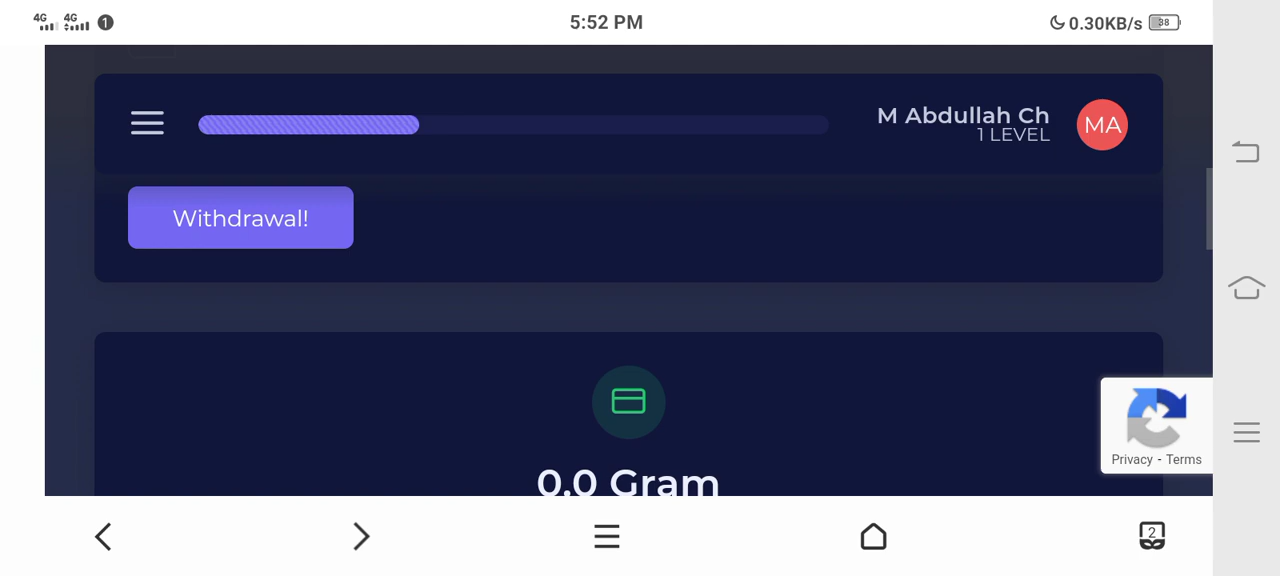 4G 4G 1 5:52 PM 0.30KB/s 38
M Abdullah Ch
1 LEVEL
MA
Withdrawal!
0.0 Gram
Privacy - Terms
2